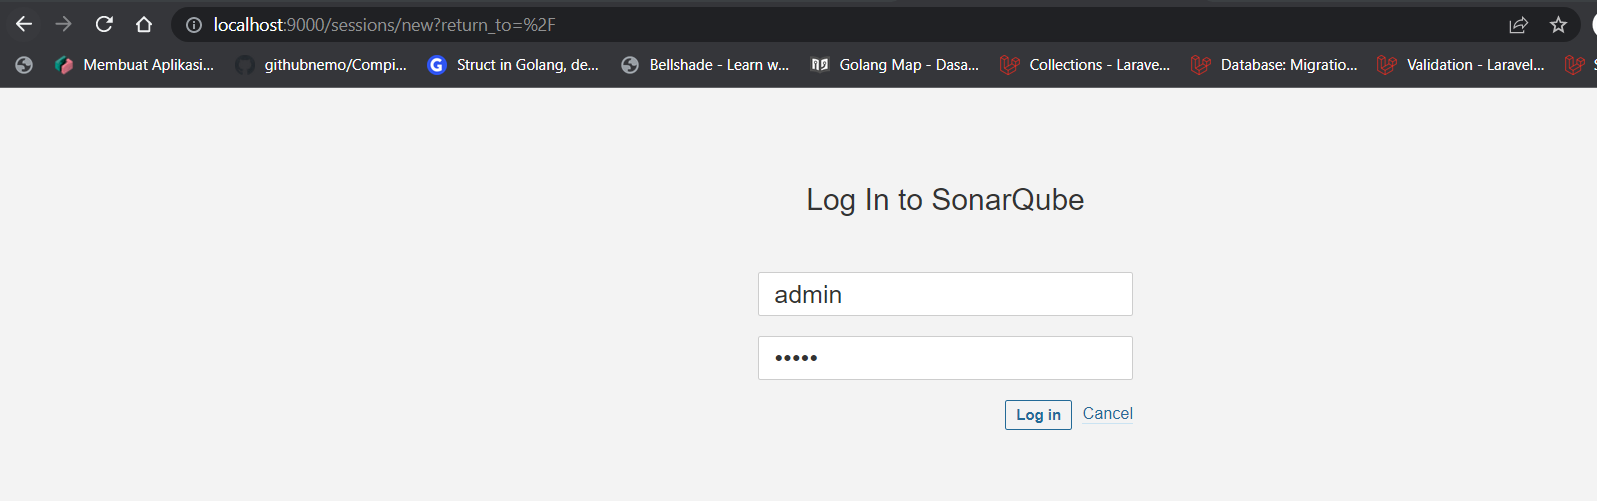 localhost:9000/sessions/new?return_to=%2F
Membuat Aplikasi... githubnemo/Compi... Struct in Golang, de... Bellshade - Learn w... Golang Map - Dasa... Collections - Larave... Database: Migratio... Validation - Laravel...
Log In to SonarQube
admin
•••••
Log in Cancel